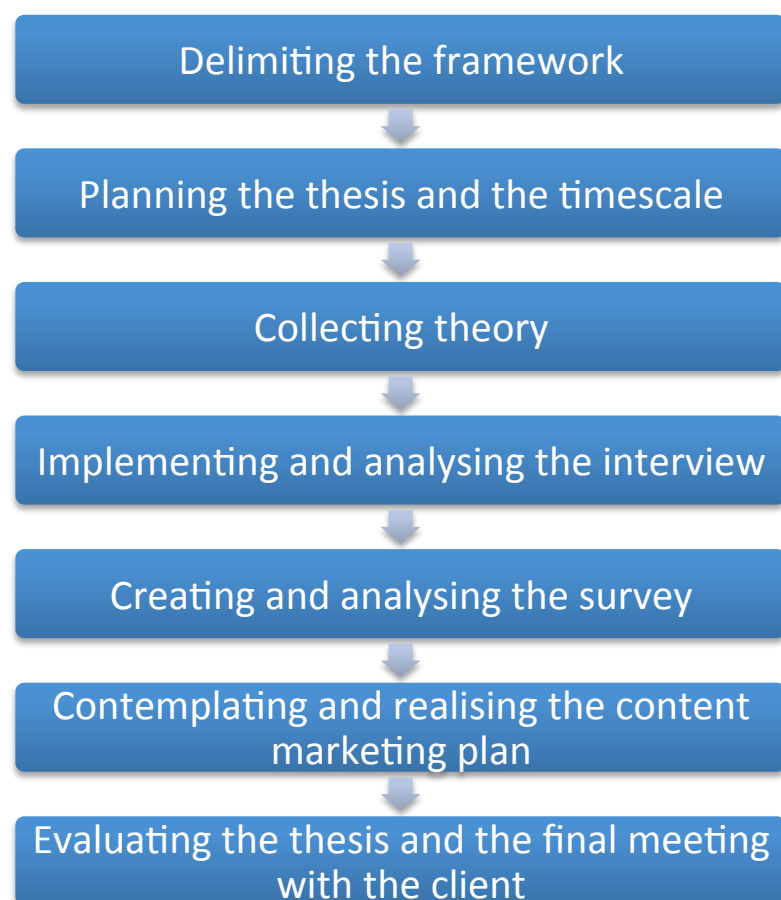 Delimiting the framework
Planning the thesis and the timescale
Collecting theory
Implementing and analysing the interview
Creating and analysing the survey
Contemplating and realising the content
marketing plan
Evaluating the thesis and the final meeting
with the client